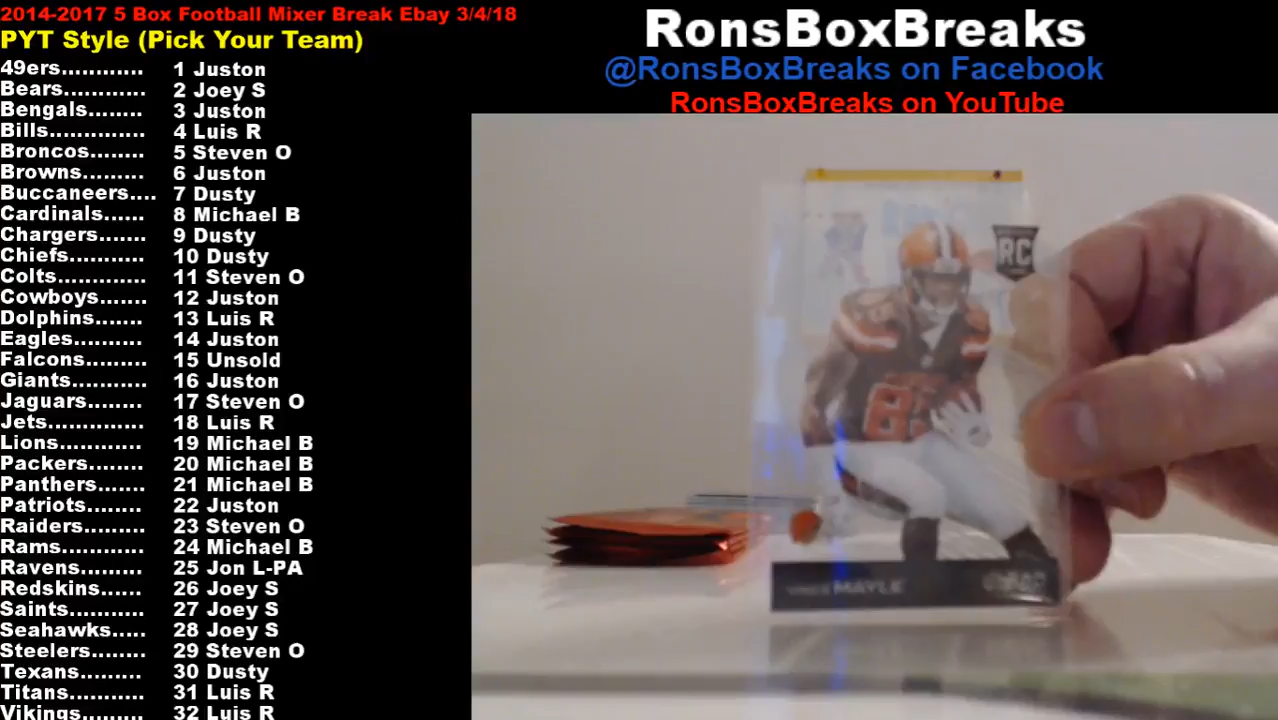 2014-2017 5 Box Football Mixer Break Ebay 3/4/18
PYT Style (Pick Your Team)
49ers............ 1 Juston
Bears............ 2 Joey S
Bengals........ 3 Juston
Bills.............. 4 Luis R
Broncos........ 5 Steven O
Browns......... 6 Juston
Buccaneers.... 7 Dusty
Cardinals...... 8 Michael B
Chargers....... 9 Dusty
Chiefs........... 10 Dusty
Colts............. 11 Steven O
Cowboys....... 12 Juston
Dolphins....... 13 Luis R
Eagles.......... 14 Juston
Falcons......... 15 Unsold
Giants........... 16 Juston
Jaguars........ 17 Steven O
Jets.............. 18 Luis R
Lions............ 19 Michael B
Packers........ 20 Michael B
Panthers....... 21 Michael B
Patriots........ 22 Juston
Raiders......... 23 Steven O
Rams............ 24 Michael B
Ravens......... 25 Jon L-PA
Redskins...... 26 Joey S
Saints........... 27 Joey S
Seahawks..... 28 Joey S
Steelers........ 29 Steven O
Texans......... 30 Dusty
Titans........... 31 Luis R
Vikings......... 32 Luis R
RonsBoxBreaks
@RonsBoxBreaks on Facebook
RonsBoxBreaks on YouTube
RC
MAYLE